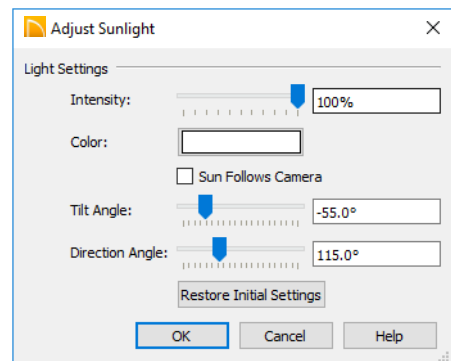 Adjust Sunlight
Light Settings
Intensity: 100%
Color:
Sun Follows Camera
Tilt Angle: -55.0°
Direction Angle: 115.0°
Restore Initial Settings
OK Cancel Help